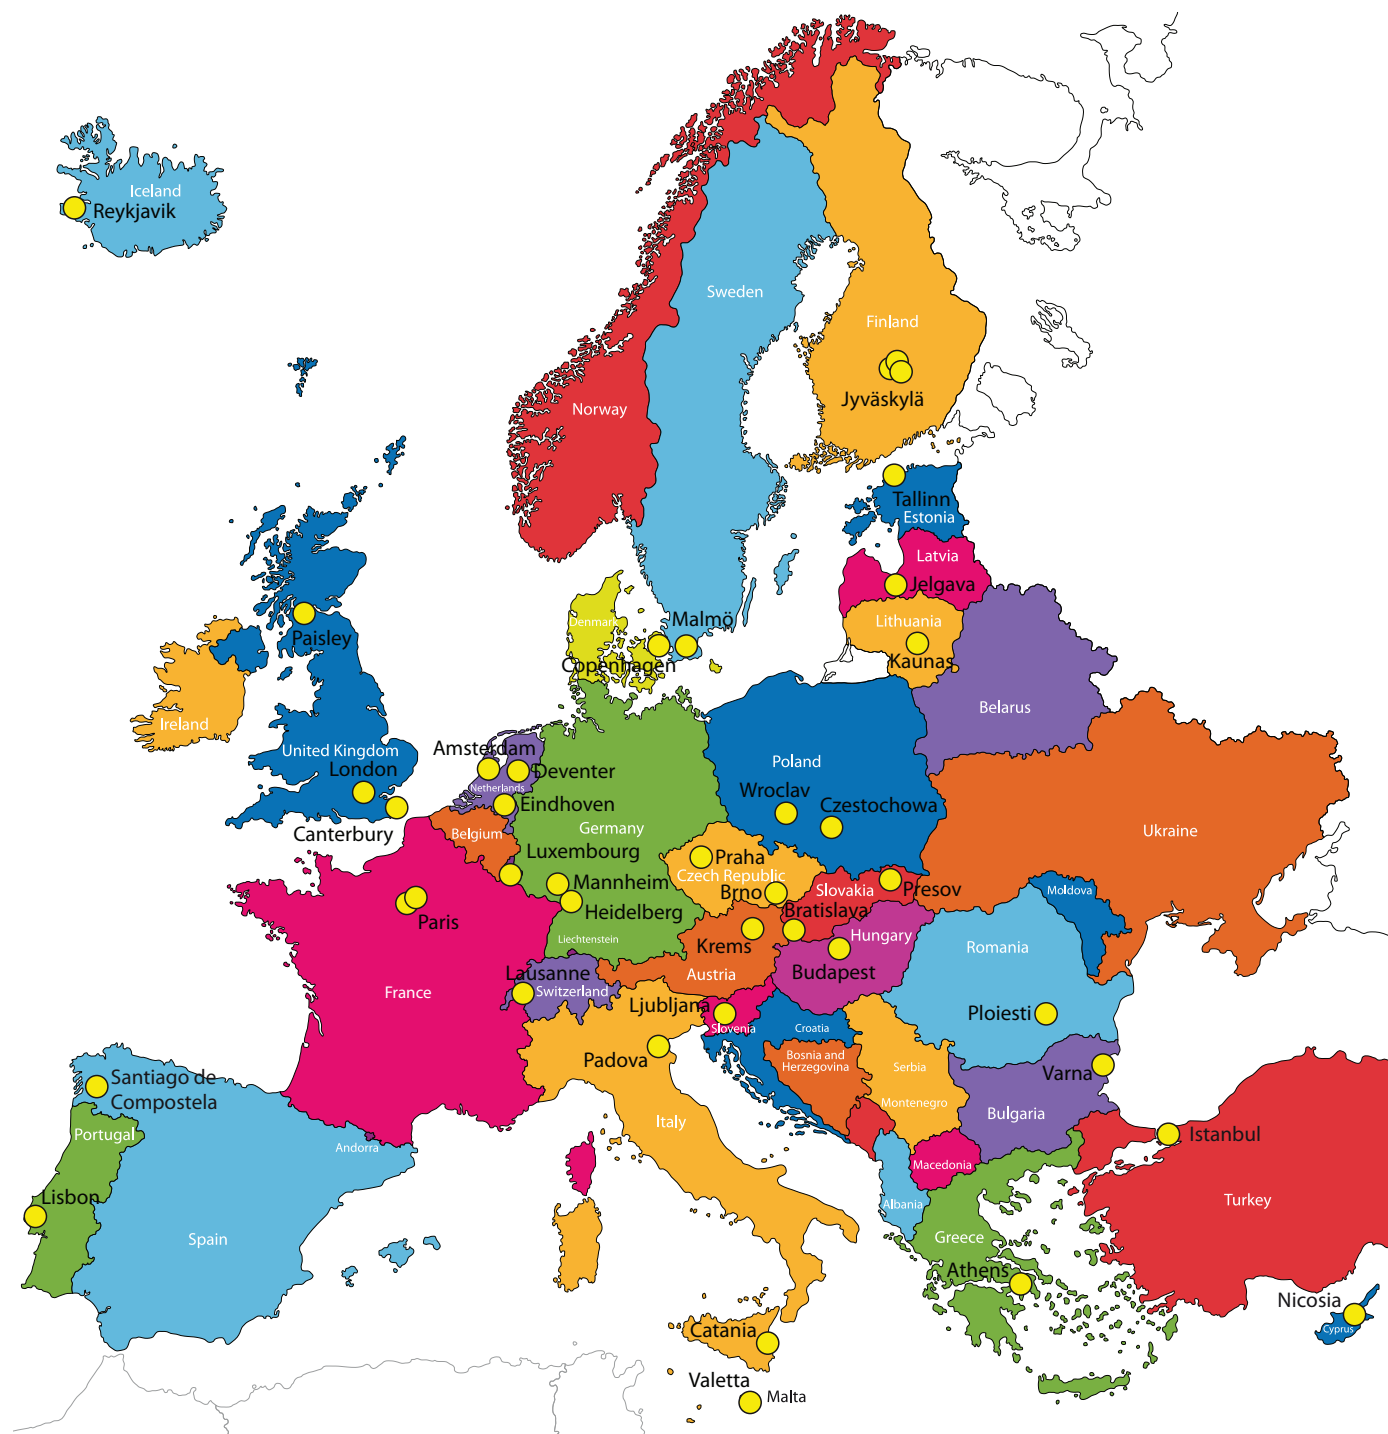 Iceland
Reykjavik
Sweden
Finland
Norway
Jyväskylä
Tallinn
Estonia
Latvia
Jelgava
Lithuania
Kaunas
Denmark
Malmö
Copenhagen
Paisley
Ireland
United Kingdom
London
Canterbury
Belarus
Amsterdam
Deventer
Netherlands
Eindhoven
Poland
Wroclav
Czestochowa
Ukraine
Belgium
Germany
Luxembourg
Mannheim
Heidelberg
Praha
Czech Republic
Brno
Slovakia
Presov
Bratislava
Moldova
Paris
Krems
Hungary
Budapest
Romania
Liechtenstein
Austria
Lausanne
Switzerland
France
Ljubljana
Slovenia
Ploiesti
Croatia
Padova
Bosnia and
Herzegovina
Serbia
Varna
Santiago de
Compostela
Montenegro
Bulgaria
Italy
Portugal
Andorra
Istanbul
Macedonia
Lisbon
Albania
Turkey
Spain
Greece
Athens
Nicosia
Cyprus
Catania
Valetta
Malta